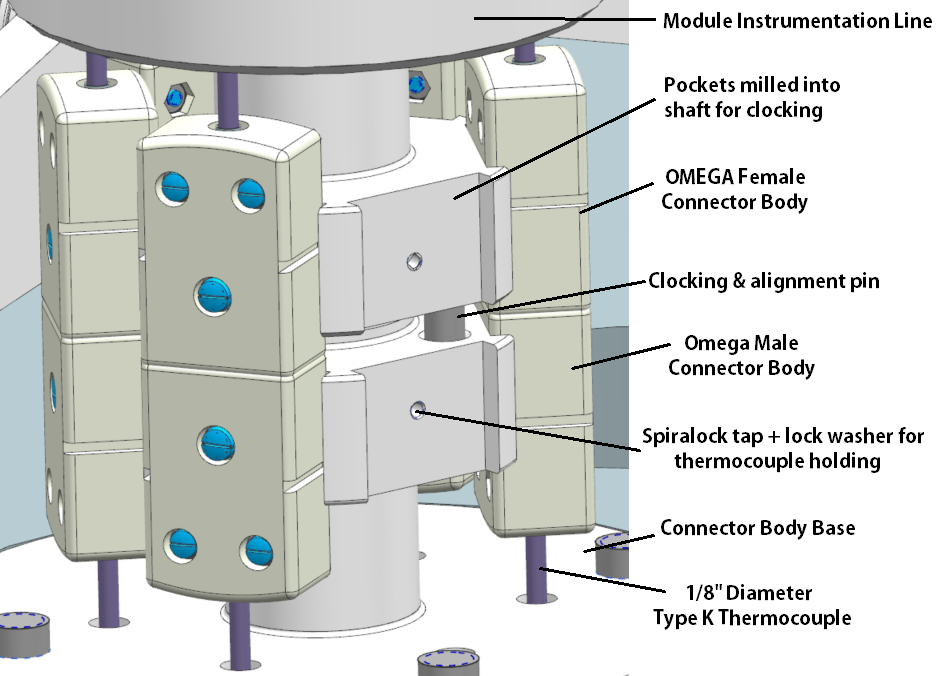 Module Instrumentation Line
Pockets milled into
shaft for clocking
OMEGA Female
Connector Body
Clocking & alignment pin
Omega Male
Connector Body
Spiralock tap + lock washer for
thermocouple holding
Connector Body Base
1/8" Diameter
Type K Thermocouple